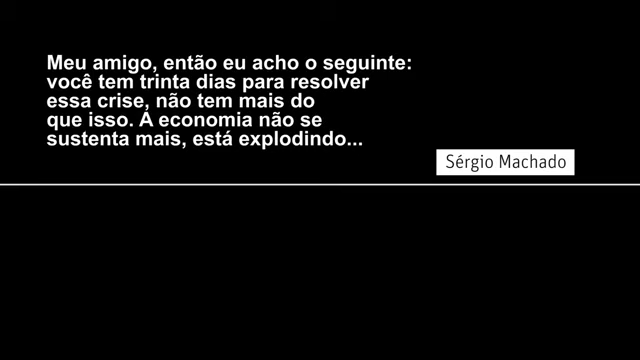 Meu amigo, então eu acho o seguinte:
você tem trinta dias para resolver
essa crise, não tem mais do
que isso. A economia não se
sustenta mais, está explodindo...
Sérgio Machado